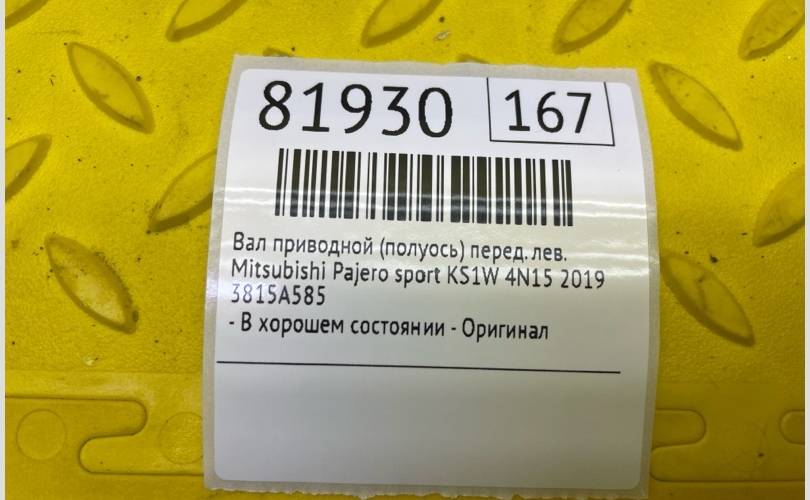 81930 167
Вал приводной (полуось) перед. лев.
Mitsubishi Pajero sport KS1W 4N15 2019
3815A585
- В хорошем состоянии - Оригинал